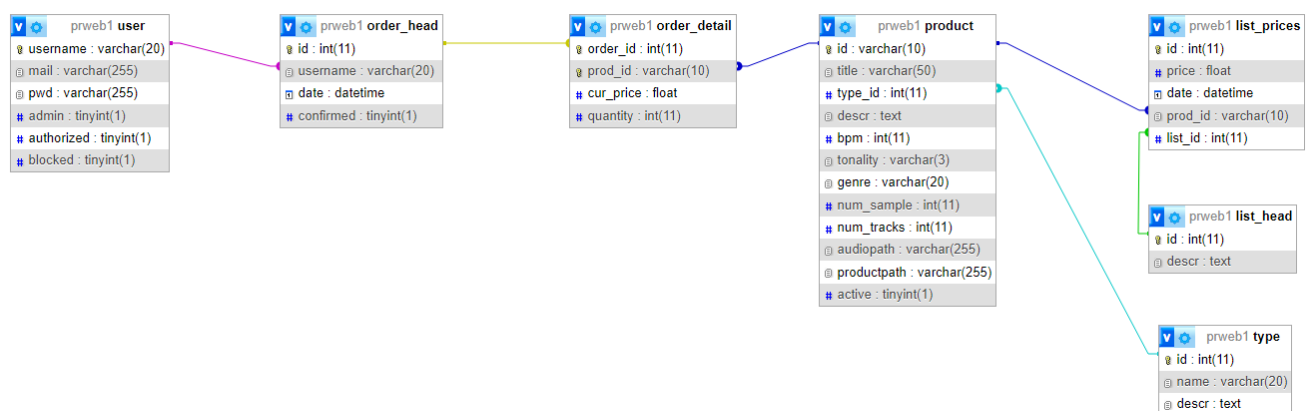 prweb1 user
username : varchar(20)
mail : varchar(255)
pwd : varchar(255)
admin : tinyint(1)
authorized : tinyint(1)
blocked : tinyint(1)
prweb1 order_head
id : int(11)
username : varchar(20)
date : datetime
confirmed : tinyint(1)
prweb1 order_detail
order_id : int(11)
prod_id : varchar(10)
cur_price : float
quantity : int(11)
prweb1 product
id : varchar(10)
title : varchar(50)
type_id : int(11)
descr : text
bpm : int(11)
tonality : varchar(3)
genre : varchar(20)
num_sample : int(11)
num_tracks : int(11)
audiopath : varchar(255)
productpath : varchar(255)
active : tinyint(1)
prweb1 list_prices
id : int(11)
price : float
date : datetime
prod_id : varchar(10)
list_id : int(11)
prweb1 list_head
id : int(11)
descr : text
prweb1 type
id : int(11)
name : varchar(20)
descr : text